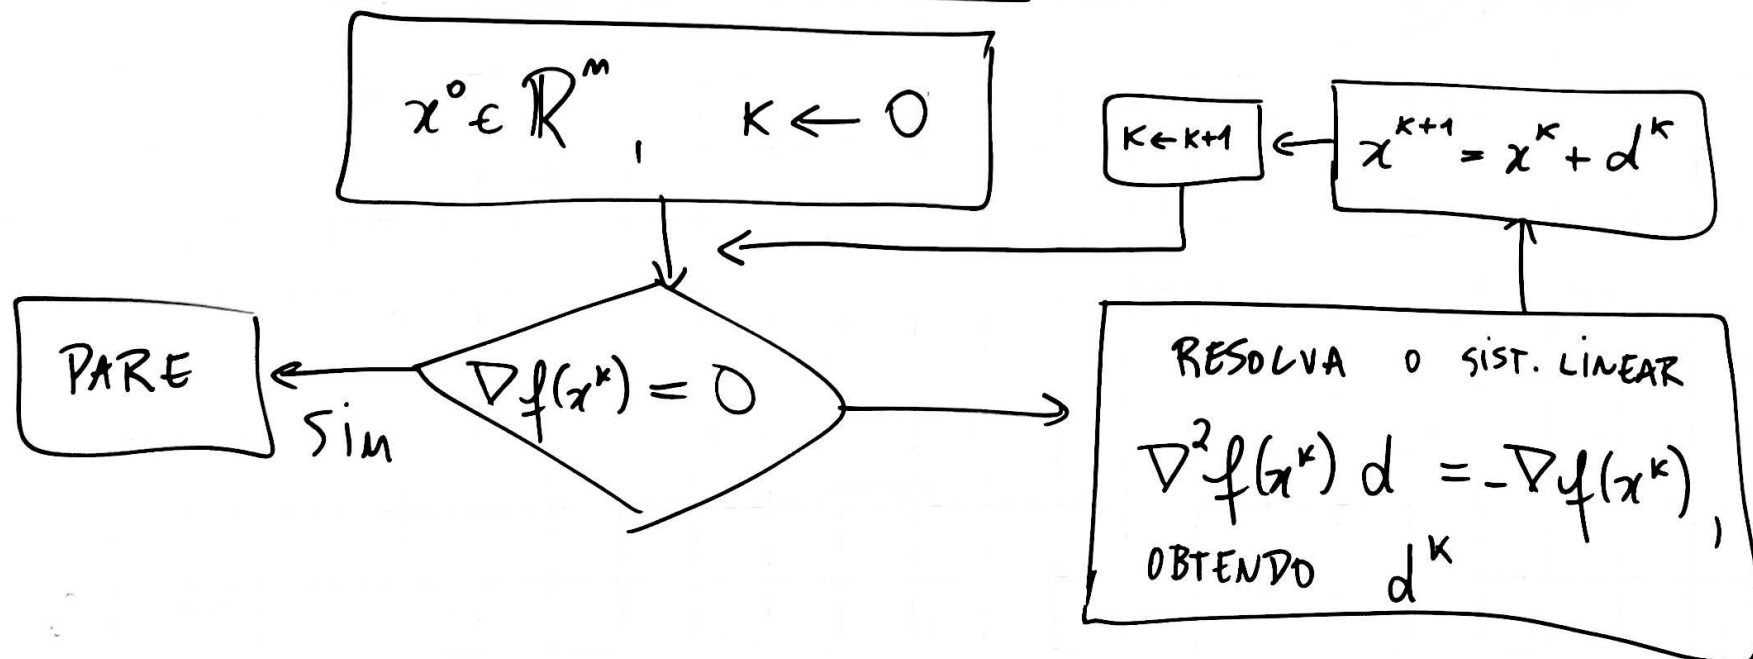 x⁰ ∈ ℝⁿ, K ← 0
K ← K+1
x^{K+1} = x^K + d^K
PARE
Sim
∇f(x^K) = 0
RESOLVA O SIST. LINEAR
∇²f(x^K) d = -∇f(x^K),
OBTENDO d^K